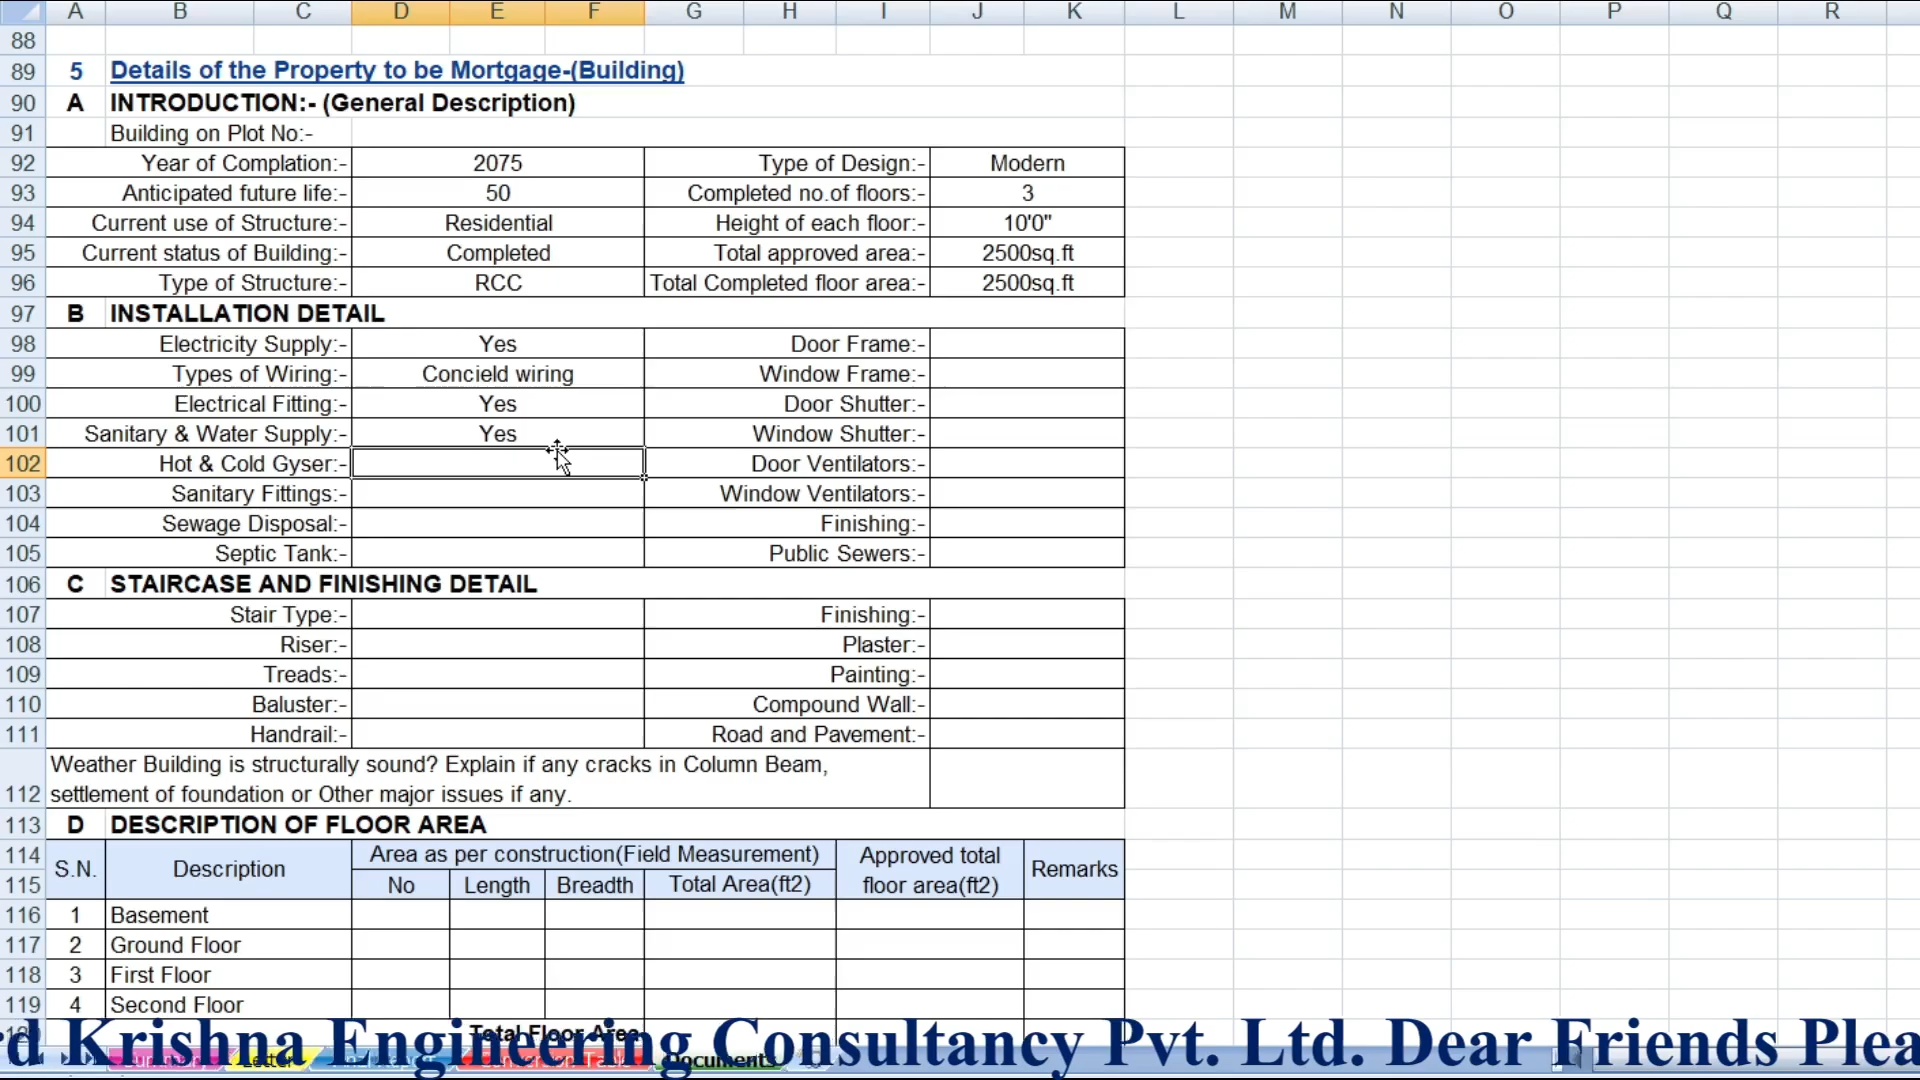 A B C D E F G H I J K L M N O P Q R
88
89 5 Details of the Property to be Mortgage-(Building)
90 A INTRODUCTION:- (General Description)
91 Building on Plot No:-
92 Year of Complation:- 2075 Type of Design:- Modern
93 Anticipated future life:- 50 Completed no.of floors:- 3
94 Current use of Structure:- Residential Height of each floor:- 10'0"
95 Current status of Building:- Completed Total approved area:- 2500sq.ft
96 Type of Structure:- RCC Total Completed floor area:- 2500sq.ft
97 B INSTALLATION DETAIL
98 Electricity Supply:- Yes Door Frame:-
99 Types of Wiring:- Concield wiring Window Frame:-
100 Electrical Fitting:- Yes Door Shutter:-
101 Sanitary & Water Supply:- Yes Window Shutter:-
102 Hot & Cold Gyser:- Door Ventilators:-
103 Sanitary Fittings:- Window Ventilators:-
104 Sewage Disposal:- Finishing:-
105 Septic Tank:- Public Sewers:-
106 C STAIRCASE AND FINISHING DETAIL
107 Stair Type:- Finishing:-
108 Riser:- Plaster:-
109 Treads:- Painting:-
110 Baluster:- Compound Wall:-
111 Handrail:- Road and Pavement:-
Weather Building is structurally sound? Explain if any cracks in Column Beam,
112 settlement of foundation or Other major issues if any.
113 D DESCRIPTION OF FLOOR AREA
114 S.N. Description Area as per construction(Field Measurement) Approved total Remarks
115 No Length Breadth Total Area(ft2) floor area(ft2)
116 1 Basement
117 2 Ground Floor
118 3 First Floor
119 4 Second Floor
Total Floor Area
d Krishna Engineering Consultancy Pvt. Ltd. Dear Friends Plea
Letter Documents